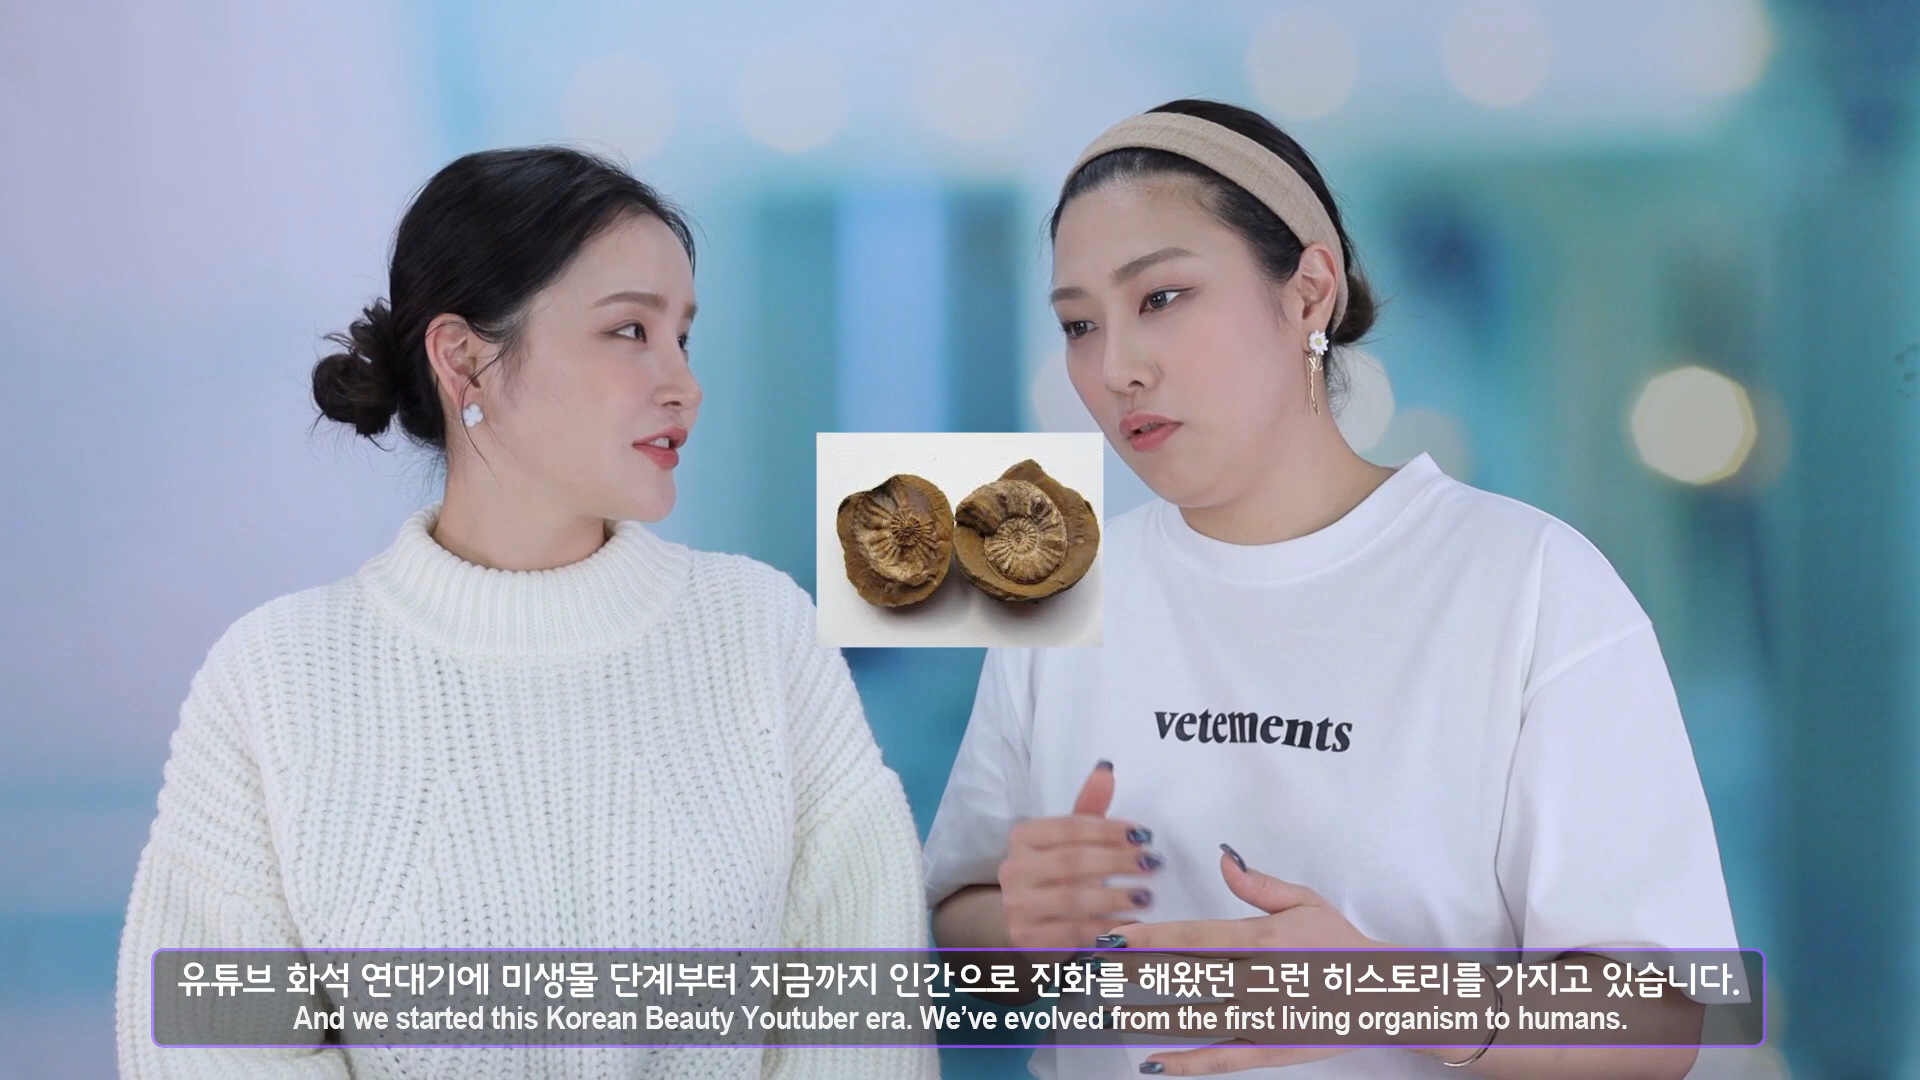 vetements
유튜브 화석 연대기에 미생물 단계부터 지금까지 인간으로 진화를 해왔던 그런 히스토리를 가지고 있습니다.
And we started this Korean Beauty Youtuber era. We’ve evolved from the first living organism to humans.